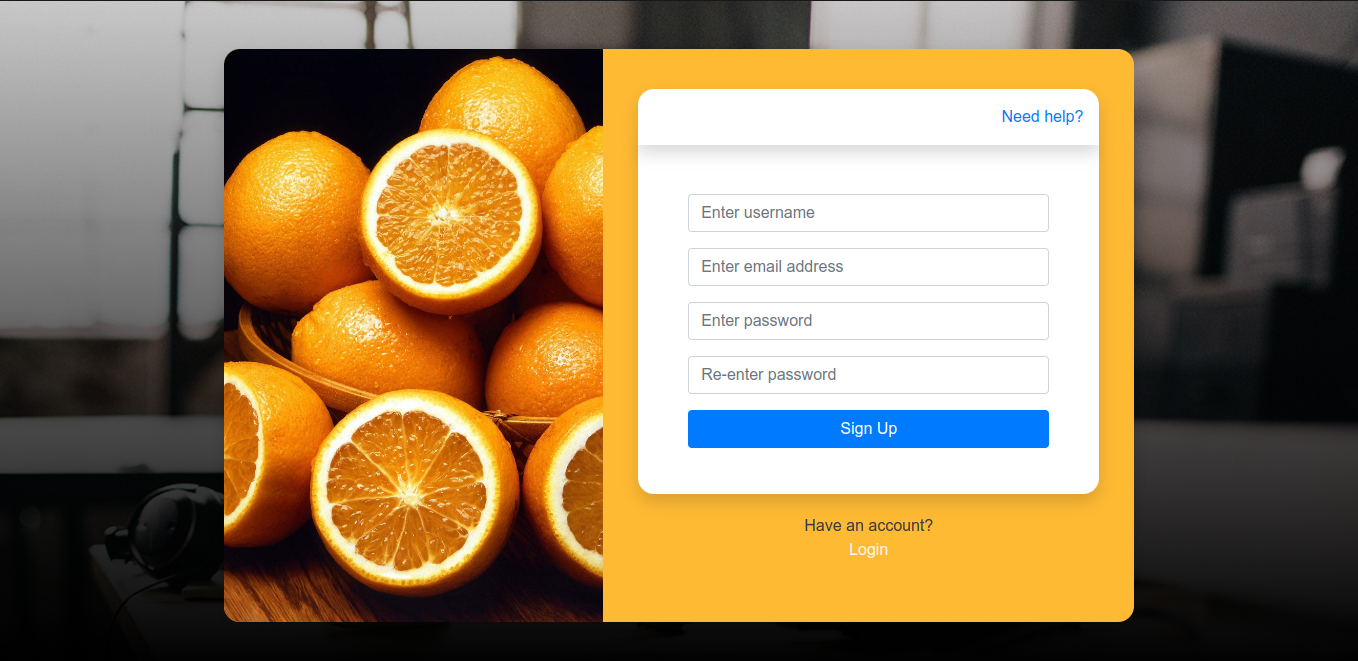 Need help?
Enter username
Enter email address
Enter password
Re-enter password
Sign Up
Have an account?
Login